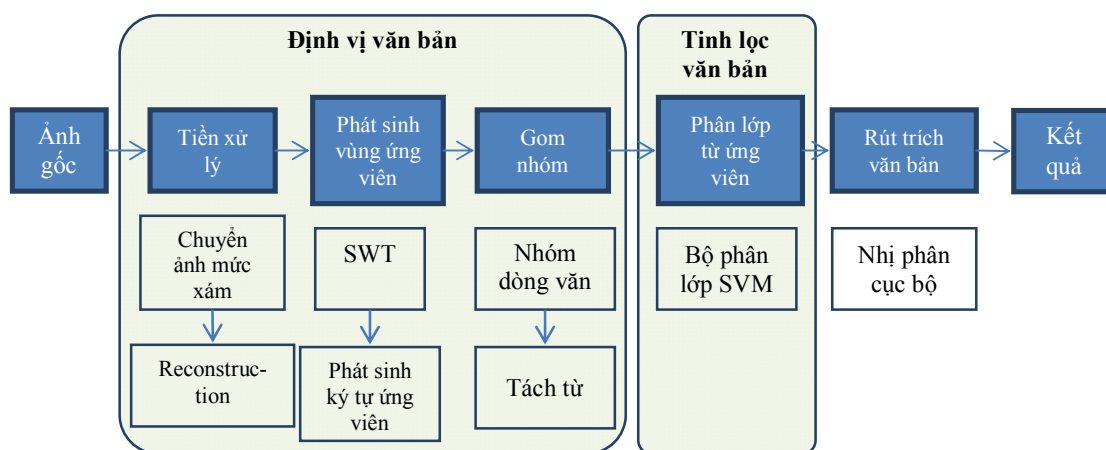 Định vị văn bản
Tinh lọc
văn bản
Ảnh
gốc
Tiền xử
lý
Phát sinh
vùng ứng
viên
Gom
nhóm
Phân lớp
từ ứng
viên
Rút trích
văn bản
Kết
quả
Chuyển
ảnh mức
xám
SWT
Nhóm
dòng văn
Bộ phân
lớp SVM
Nhị phân
cục bộ
Reconstruc-
tion
Phát sinh
ký tự ứng
viên
Tách từ